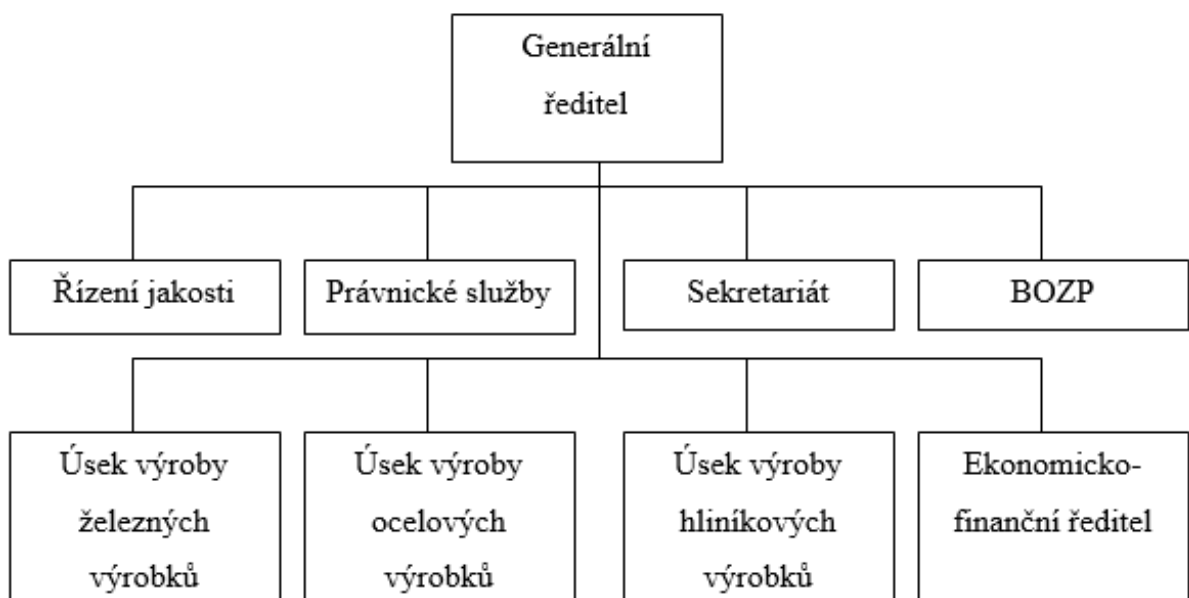 Generální
ředitel
Řízení jakosti
Právnické služby
Sekretariát
BOZP
Úsek výroby
železných
výrobků
Úsek výroby
ocelových
výrobků
Úsek výroby
hliníkových
výrobků
Ekonomicko-
finanční ředitel